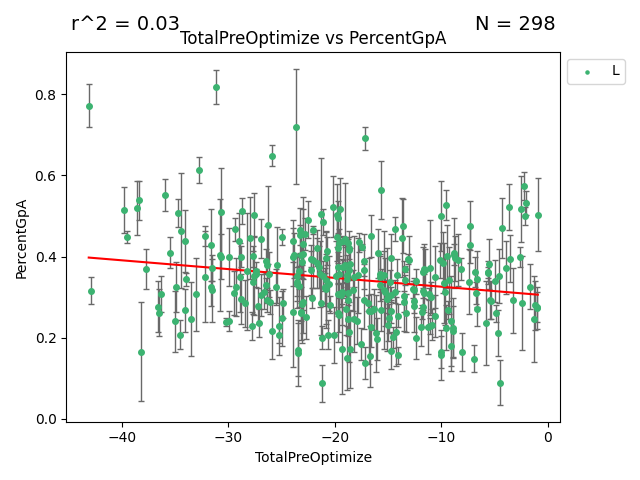 r^2 = 0.03
N = 298
TotalPreOptimize vs PercentGpA
L
PercentGpA
0.8
0.6
0.4
0.2
0.0
−40
−30
−20
−10
0
TotalPreOptimize